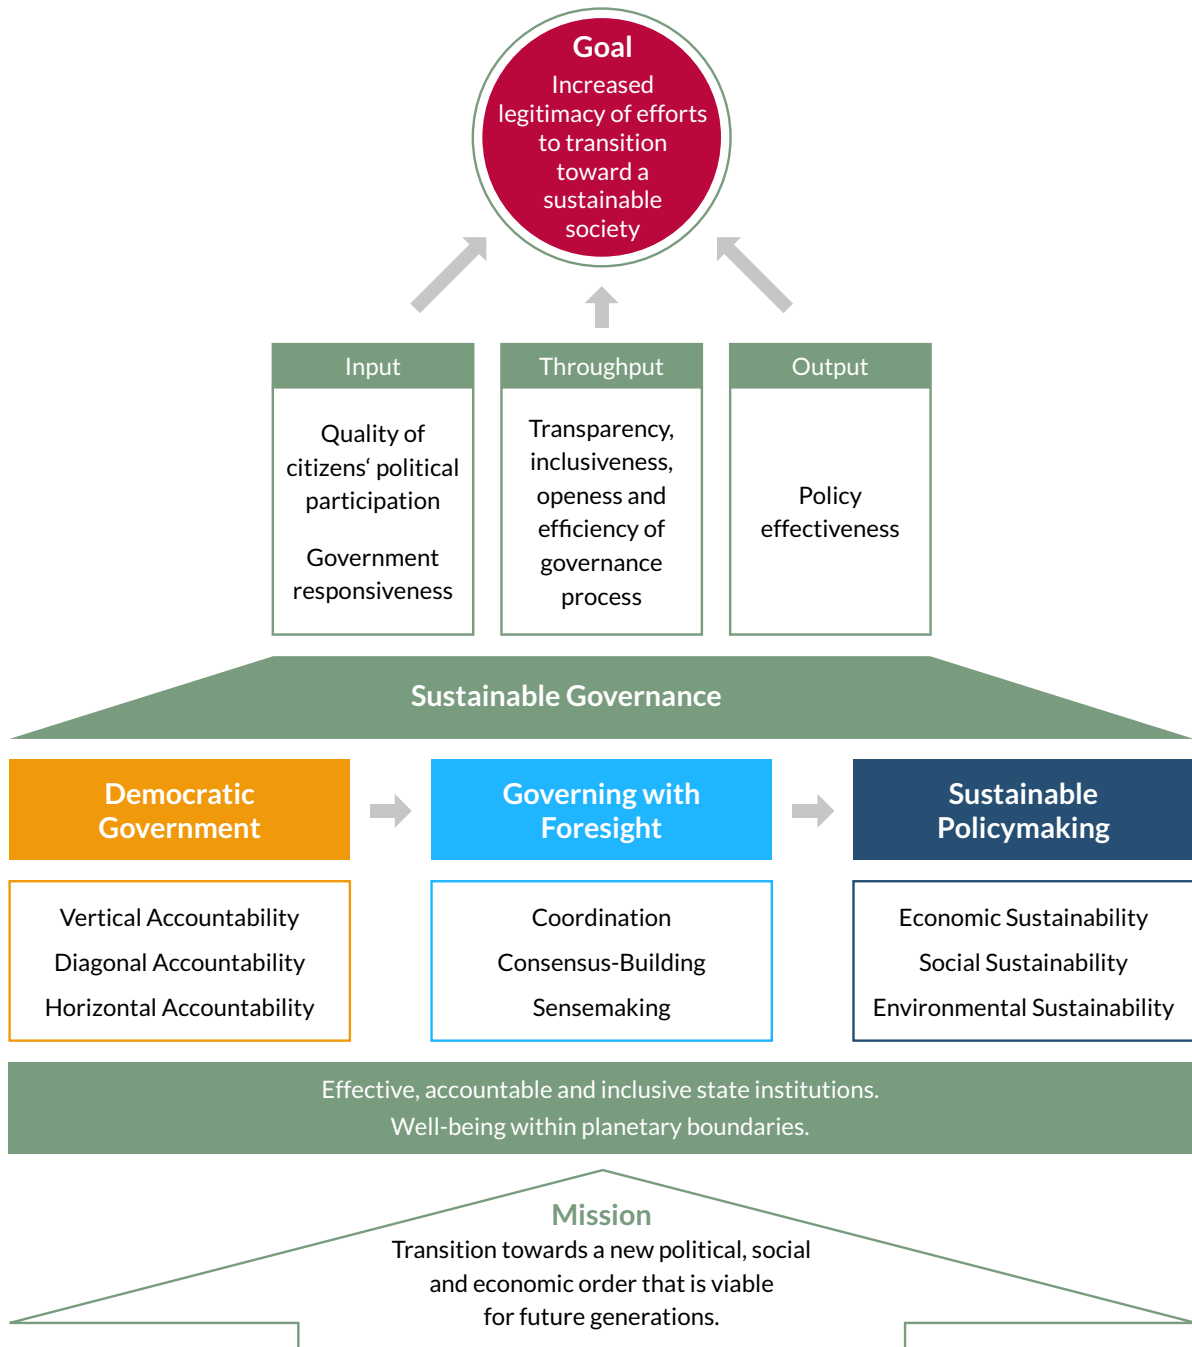 Goal
Increased
legitimacy of efforts
to transition
toward a
sustainable
society
Input
Quality of
citizens‘ political
participation
Government
responsiveness
Throughput
Transparency,
inclusiveness,
openess and
efficiency of
governance
process
Output
Policy
effectiveness
Sustainable Governance
Democratic
Government
Vertical Accountability
Diagonal Accountability
Horizontal Accountability
Governing with
Foresight
Coordination
Consensus-Building
Sensemaking
Sustainable
Policymaking
Economic Sustainability
Social Sustainability
Environmental Sustainability
Effective, accountable and inclusive state institutions.
Well-being within planetary boundaries.
Mission
Transition towards a new political, social
and economic order that is viable
for future generations.